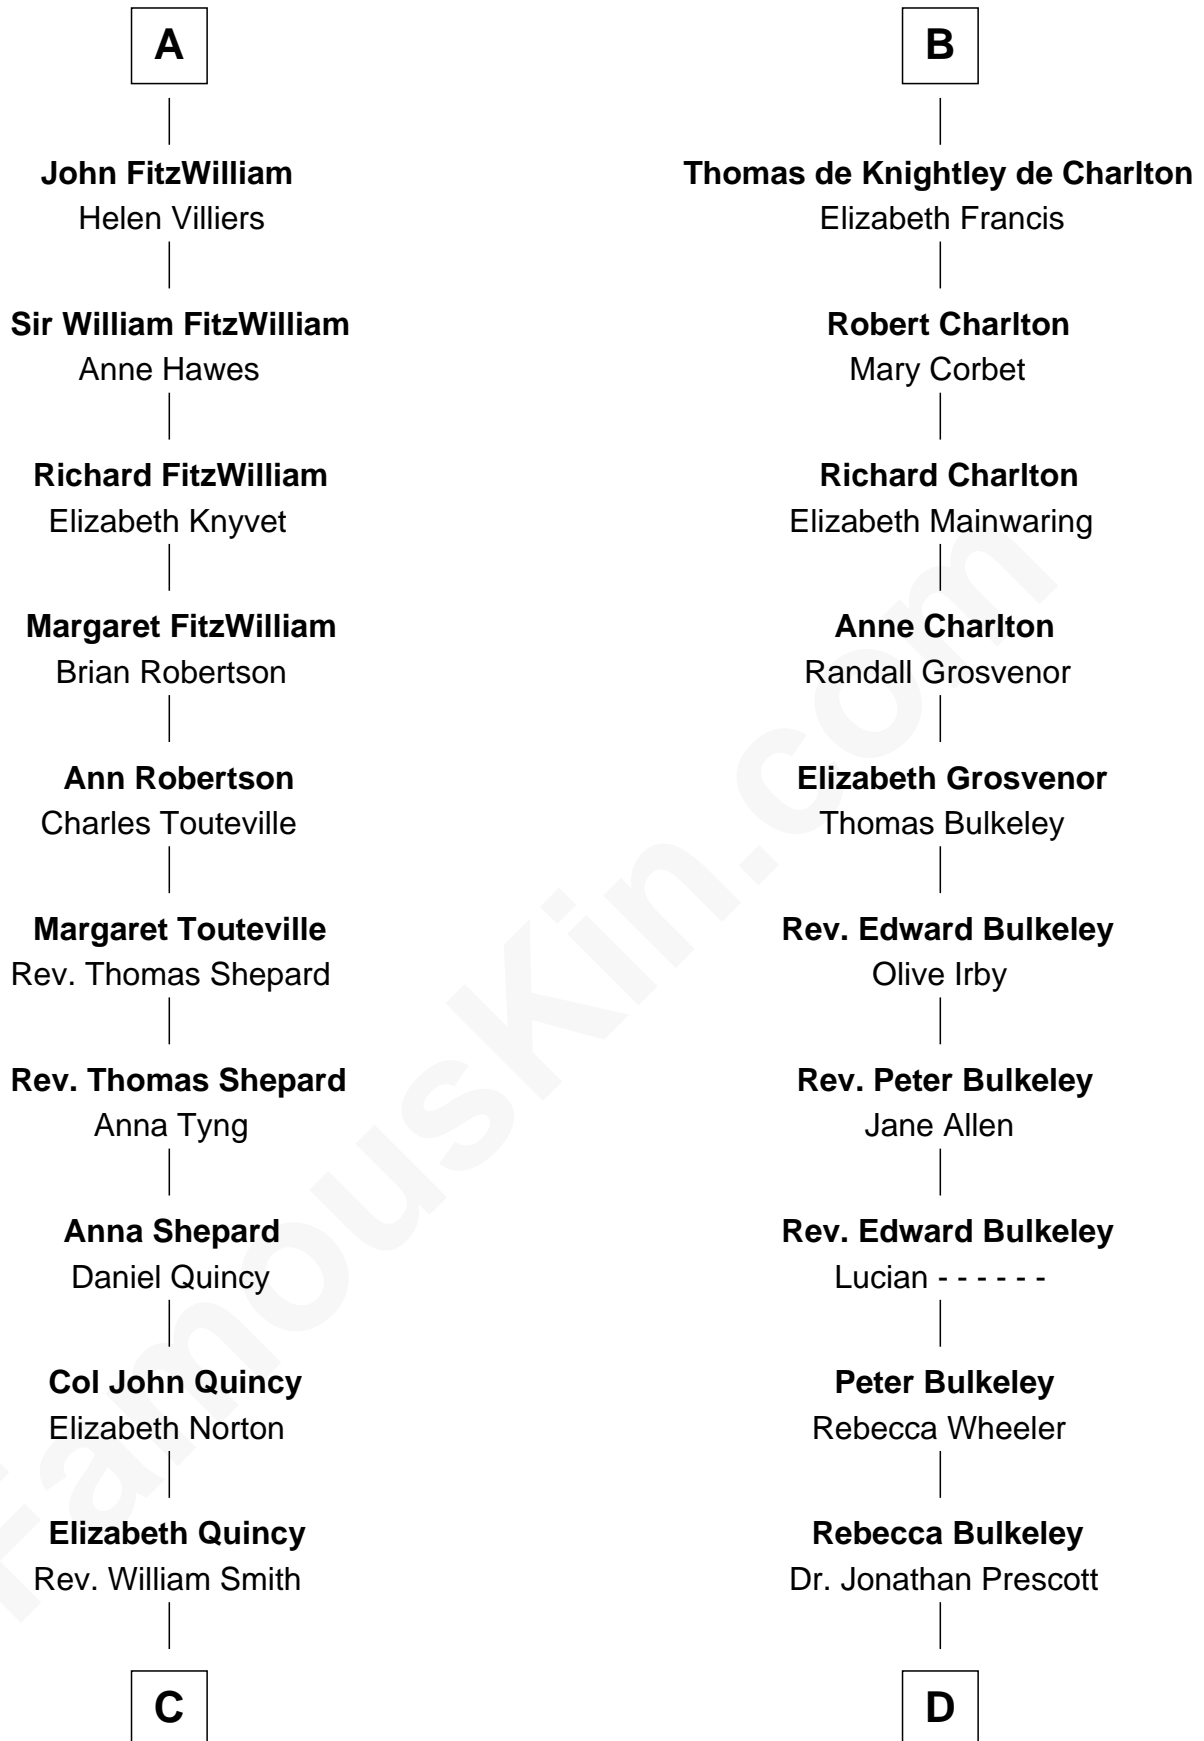 A
John FitzWilliam
Helen Villiers
Sir William FitzWilliam
Anne Hawes
Richard FitzWilliam
Elizabeth Knyvet
Margaret FitzWilliam
Brian Robertson
Ann Robertson
Charles Touteville
Margaret Touteville
Rev. Thomas Shepard
Rev. Thomas Shepard
Anna Tyng
Anna Shepard
Daniel Quincy
Col John Quincy
Elizabeth Norton
Elizabeth Quincy
Rev. William Smith
C
B
Thomas de Knightley de Charlton
Elizabeth Francis
Robert Charlton
Mary Corbet
Richard Charlton
Elizabeth Mainwaring
Anne Charlton
Randall Grosvenor
Elizabeth Grosvenor
Thomas Bulkeley
Rev. Edward Bulkeley
Olive Irby
Rev. Peter Bulkeley
Jane Allen
Rev. Edward Bulkeley
Lucian - - - - - -
Peter Bulkeley
Rebecca Wheeler
Rebecca Bulkeley
Dr. Jonathan Prescott
D
FamousKin.com